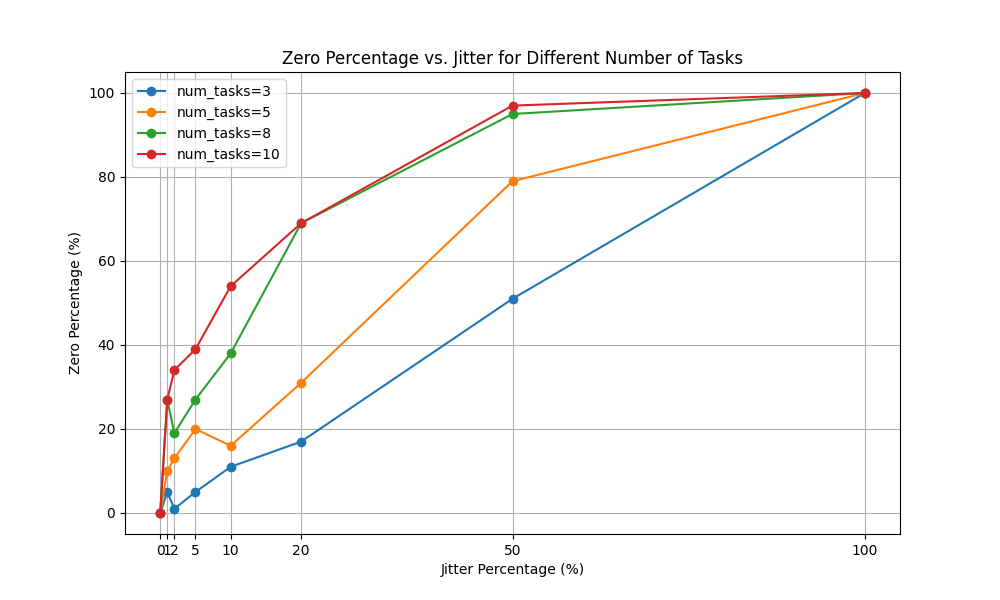 Zero Percentage vs. Jitter for Different Number of Tasks
num_tasks=3
num_tasks=5
num_tasks=8
num_tasks=10
Zero Percentage (%)
100
80
60
40
20
0
0 1 2 5 10 20 50 100
Jitter Percentage (%)